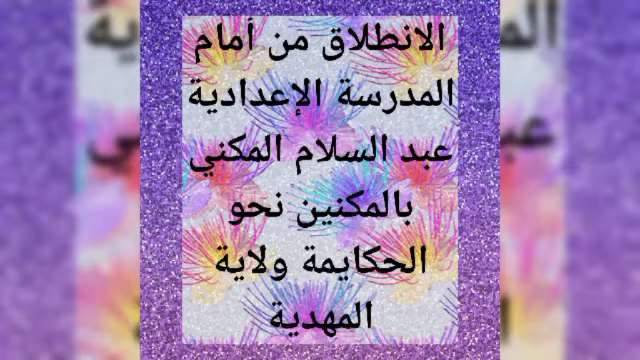 الانطلاق من أمام
المدرسة الإعدادية
عبد السلام المكني
بالمكنين نحو
الحكايمة ولاية
المهدية